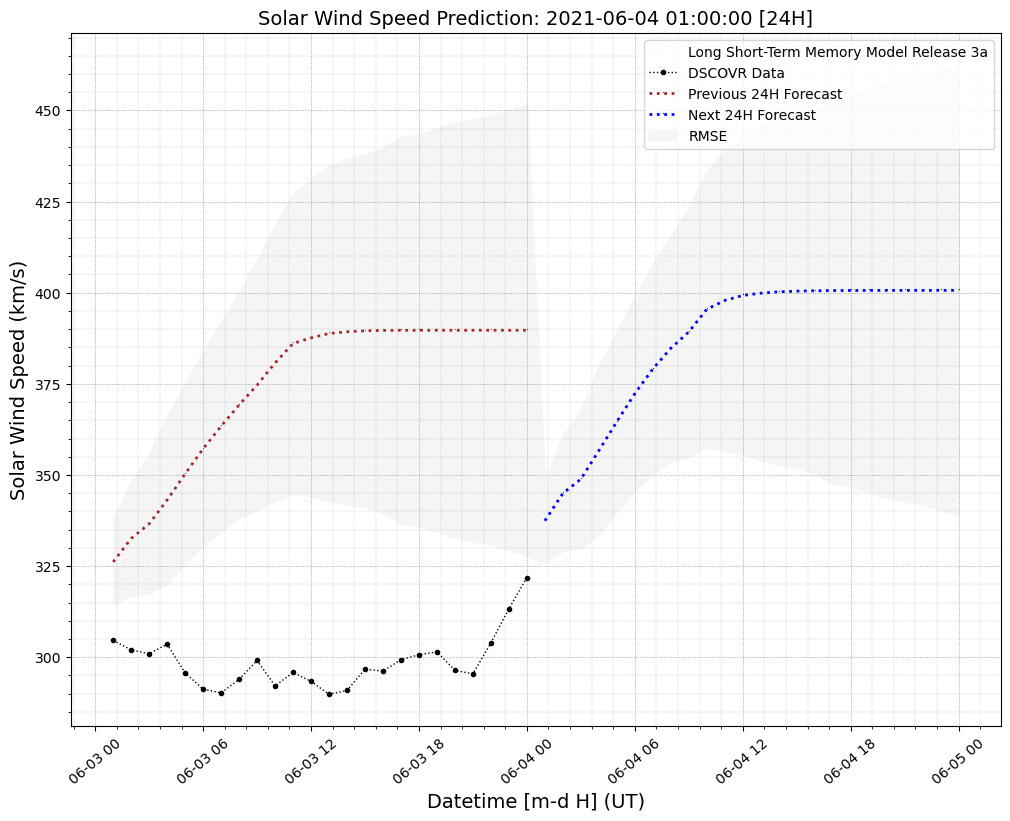 Solar Wind Speed Prediction: 2021-06-04 01:00:00 [24H]
Long Short-Term Memory Model Release 3a
DSCOVR Data
Previous 24H Forecast
Next 24H Forecast
RMSE
Solar Wind Speed (km/s)
450
425
400
375
350
325
300
06-03 00
06-03 06
06-03 12
06-03 18
06-04 00
06-04 06
06-04 12
06-04 18
06-05 00
Datetime [m-d H] (UT)